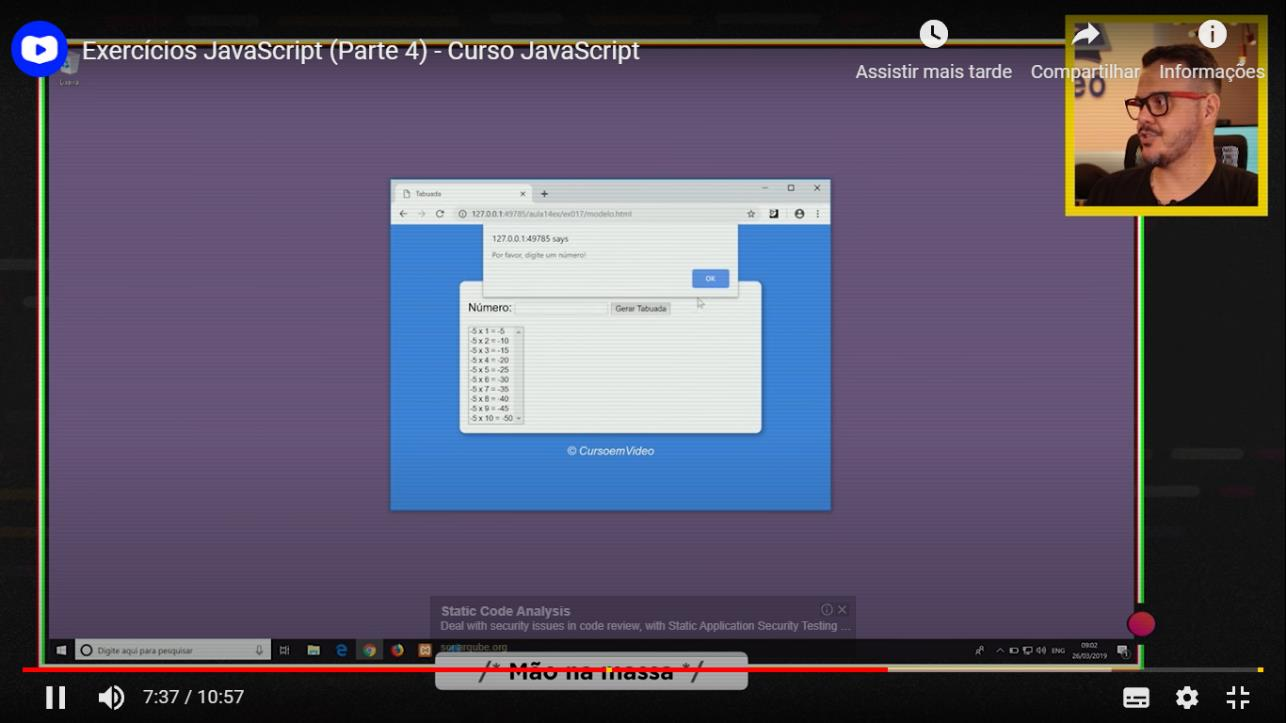 Exercícios JavaScript (Parte 4) - Curso JavaScript
Assistir mais tarde
Compartilhar
Informações
eo
Lixeira
Tabuada
127.0.0.1:49785/aula14ex/ex017/modelo.html
127.0.0.1:49785 says
Por favor, digite um número!
OK
Número:
Gerar Tabuada
-5 x 1 = -5
-5 x 2 = -10
-5 x 3 = -15
-5 x 4 = -20
-5 x 5 = -25
-5 x 6 = -30
-5 x 7 = -35
-5 x 8 = -40
-5 x 9 = -45
-5 x 10 = -50
© CursoemVideo
Static Code Analysis
Deal with security issues in code review, with Static Application Security Testing ...
sonarqube.org
Digite aqui para pesquisar
ENG
09:02
26/03/2019
/* Mão na massa */
7:37 / 10:57